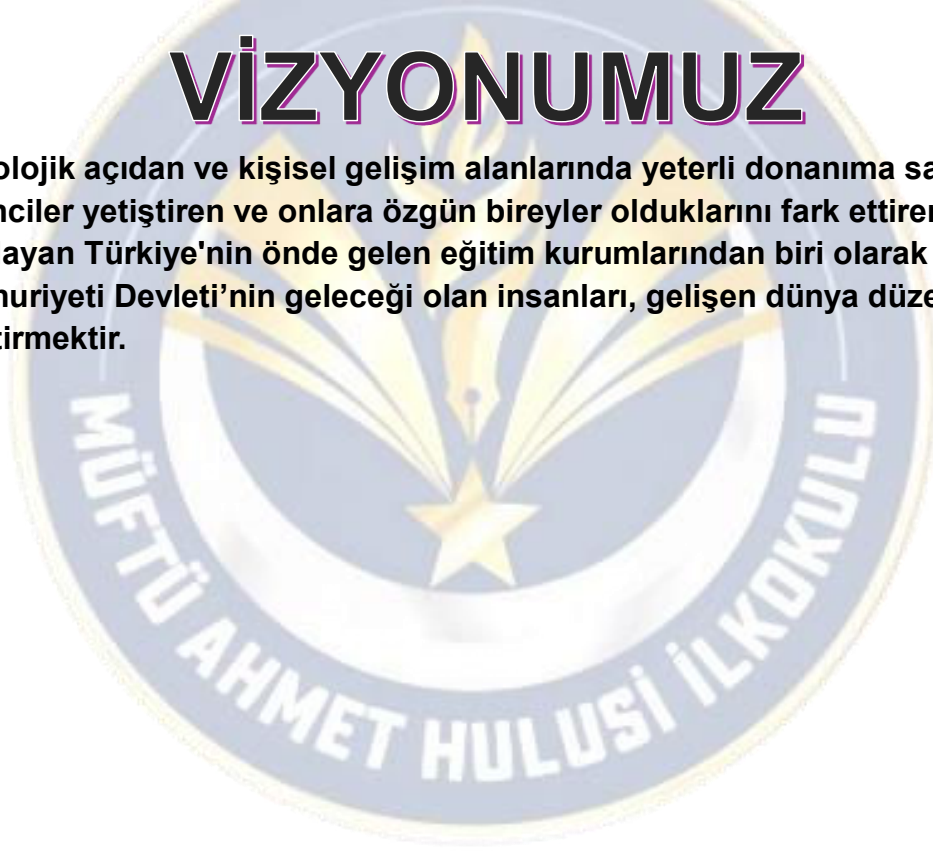 VİZYONUMUZ
olojik açıdan ve kişisel gelişim alanlarında yeterli donanıma sa
nciler yetiştiren ve onlara özgün bireyler olduklarını fark ettiren
ayan Türkiye'nin önde gelen eğitim kurumlarından biri olarak
huriyeti Devleti’nin geleceği olan insanları, gelişen dünya düze
tirmektir.
MÜFTÜ AHMET HULUSİ İLKOKULU